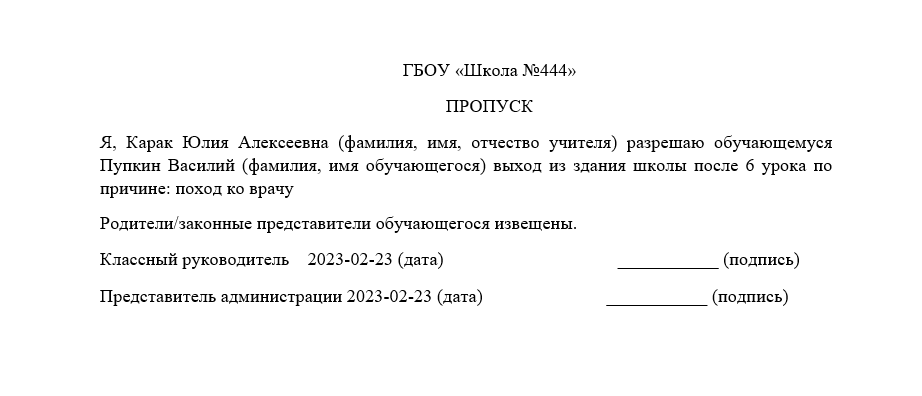 ГБОУ «Школа №444»
ПРОПУСК
Я, Карак Юлия Алексеевна (фамилия, имя, отчество учителя) разрешаю обучающемуся
Пупкин Василий (фамилия, имя обучающегося) выход из здания школы после 6 урока по
причине: поход ко врачу
Родители/законные представители обучающегося извещены.
Классный руководитель 2023-02-23 (дата) ___________ (подпись)
Представитель администрации 2023-02-23 (дата) ___________ (подпись)